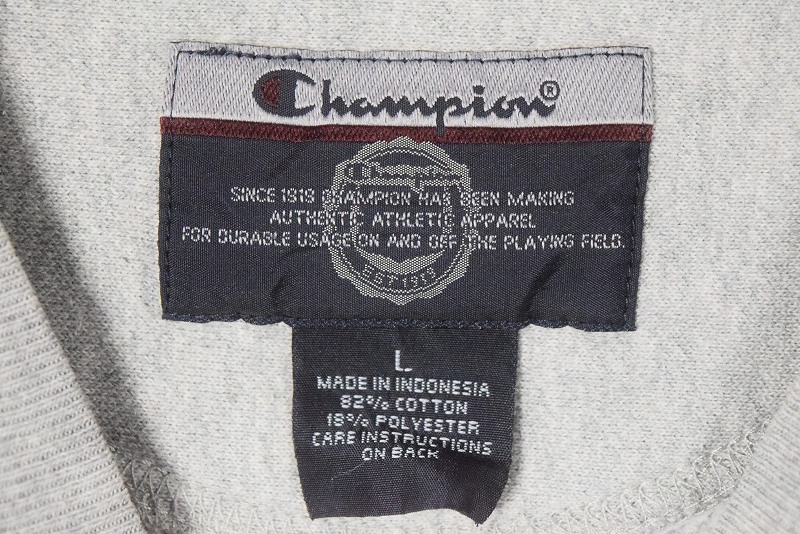 Champion®
Champion
SINCE 1919 CHAMPION HAS BEEN MAKING
AUTHENTIC ATHLETIC APPAREL
FOR DURABLE USAGE ON AND OFF THE PLAYING FIELD.
EST 1919
L
MADE IN INDONESIA
82% COTTON
18% POLYESTER
CARE INSTRUCTIONS
ON BACK